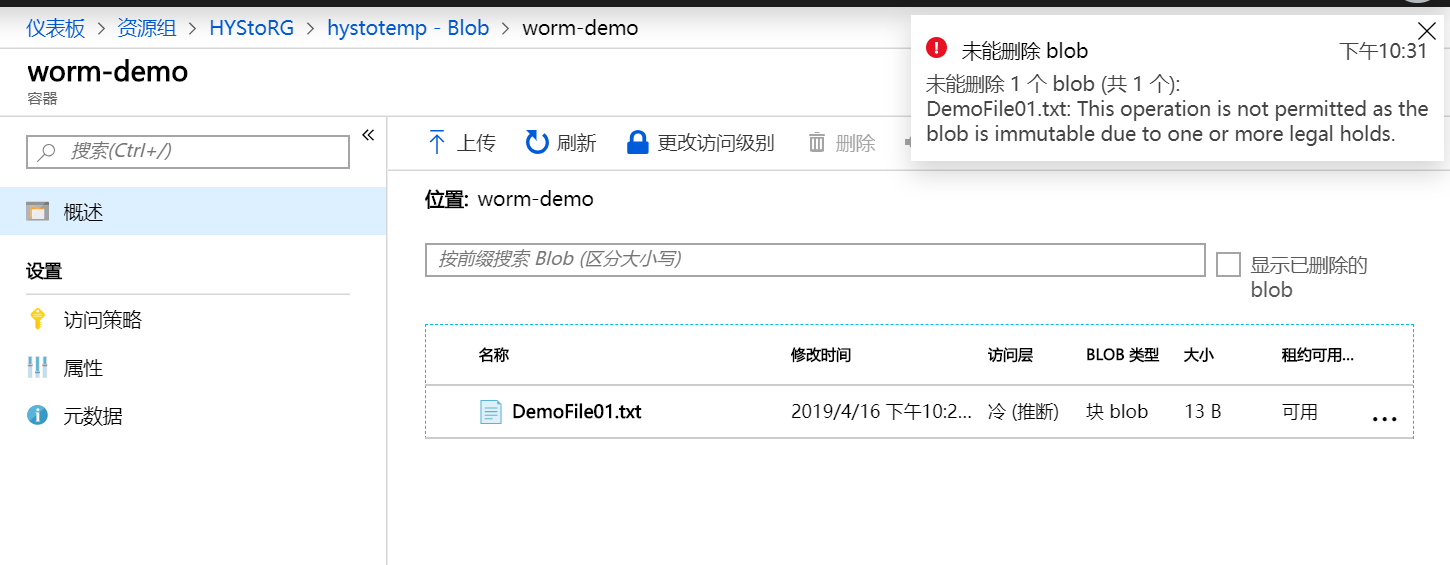 仪表板 > 资源组 > HYStoRG > hystotemp - Blob > worm-demo
worm-demo
容器
搜索(Ctrl+/)
概述
设置
访问策略
属性
元数据
上传 刷新 更改访问级别 删除
位置: worm-demo
按前缀搜索 Blob (区分大小写)
显示已删除的
blob
名称 修改时间 访问层 BLOB 类型 大小 租约可用...
DemoFile01.txt 2019/4/16 下午10:2... 冷 (推断) 块 blob 13 B 可用 ...
未能删除 blob 下午10:31
未能删除 1 个 blob (共 1 个):
DemoFile01.txt: This operation is not permitted as the
blob is immutable due to one or more legal holds.